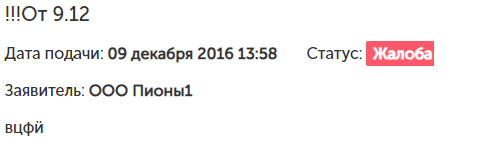 !!!От 9.12
Дата подачи: 09 декабря 2016 13:58 Статус: Жалоба
Заявитель: ООО Пионы1
вцфй